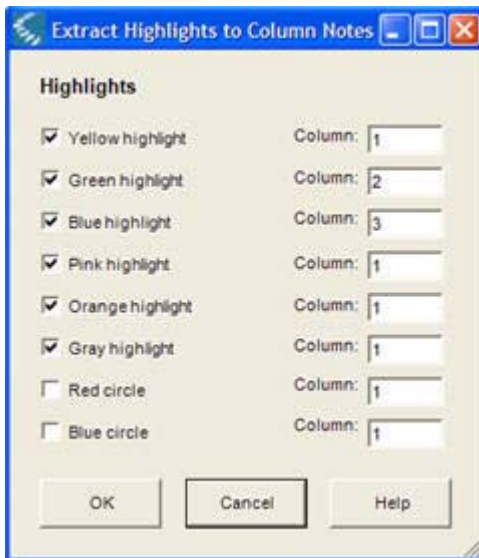 Extract Highlights to Column Notes
Highlights
Yellow highlight Column: 1
Green highlight Column: 2
Blue highlight Column: 3
Pink highlight Column: 1
Orange highlight Column: 1
Gray highlight Column: 1
Red circle Column: 1
Blue circle Column: 1
OK Cancel Help